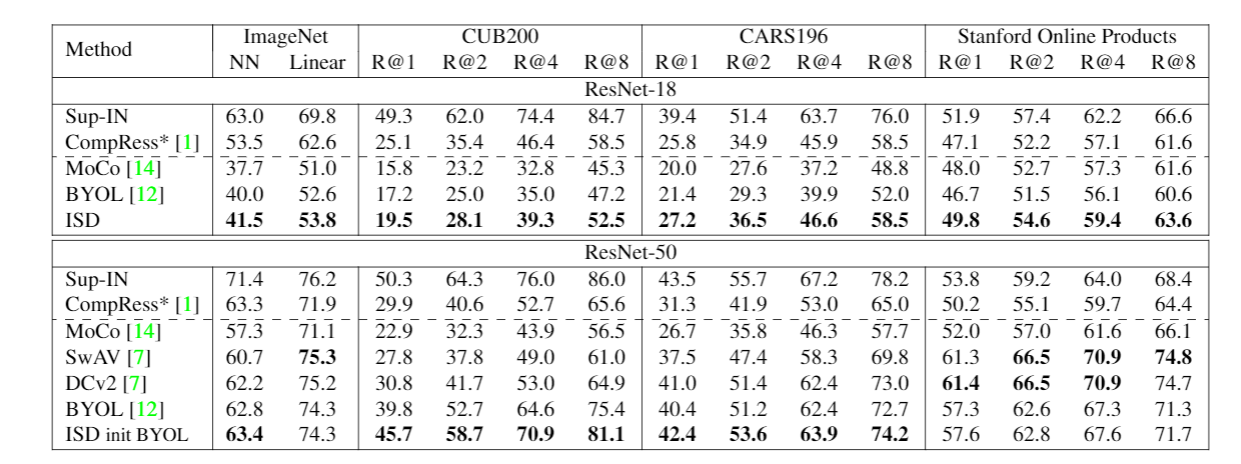 Method ImageNet CUB200 CARS196 Stanford Online Products
NN Linear R@1 R@2 R@4 R@8 R@1 R@2 R@4 R@8 R@1 R@2 R@4 R@8
ResNet-18
Sup-IN 63.0 69.8 49.3 62.0 74.4 84.7 39.4 51.4 63.7 76.0 51.9 57.4 62.2 66.6
CompRess* [1] 53.5 62.6 25.1 35.4 46.4 58.5 25.8 34.9 45.9 58.5 47.1 52.2 57.1 61.6
MoCo [14] 37.7 51.0 15.8 23.2 32.8 45.3 20.0 27.6 37.2 48.8 48.0 52.7 57.3 61.6
BYOL [12] 40.0 52.6 17.2 25.0 35.0 47.2 21.4 29.3 39.9 52.0 46.7 51.5 56.1 60.6
ISD 41.5 53.8 19.5 28.1 39.3 52.5 27.2 36.5 46.6 58.5 49.8 54.6 59.4 63.6
ResNet-50
Sup-IN 71.4 76.2 50.3 64.3 76.0 86.0 43.5 55.7 67.2 78.2 53.8 59.2 64.0 68.4
CompRess* [1] 63.3 71.9 29.9 40.6 52.7 65.6 31.3 41.9 53.0 65.0 50.2 55.1 59.7 64.4
MoCo [14] 57.3 71.1 22.9 32.3 43.9 56.5 26.7 35.8 46.3 57.7 52.0 57.0 61.6 66.1
SwAV [7] 60.7 75.3 27.8 37.8 49.0 61.0 37.5 47.4 58.3 69.8 61.3 66.5 70.9 74.8
DCv2 [7] 62.2 75.2 30.8 41.7 53.0 64.9 41.0 51.4 62.4 73.0 61.4 66.5 70.9 74.7
BYOL [12] 62.8 74.3 39.8 52.7 64.6 75.4 40.4 51.2 62.4 72.7 57.3 62.6 67.3 71.3
ISD init BYOL 63.4 74.3 45.7 58.7 70.9 81.1 42.4 53.6 63.9 74.2 57.6 62.8 67.6 71.7